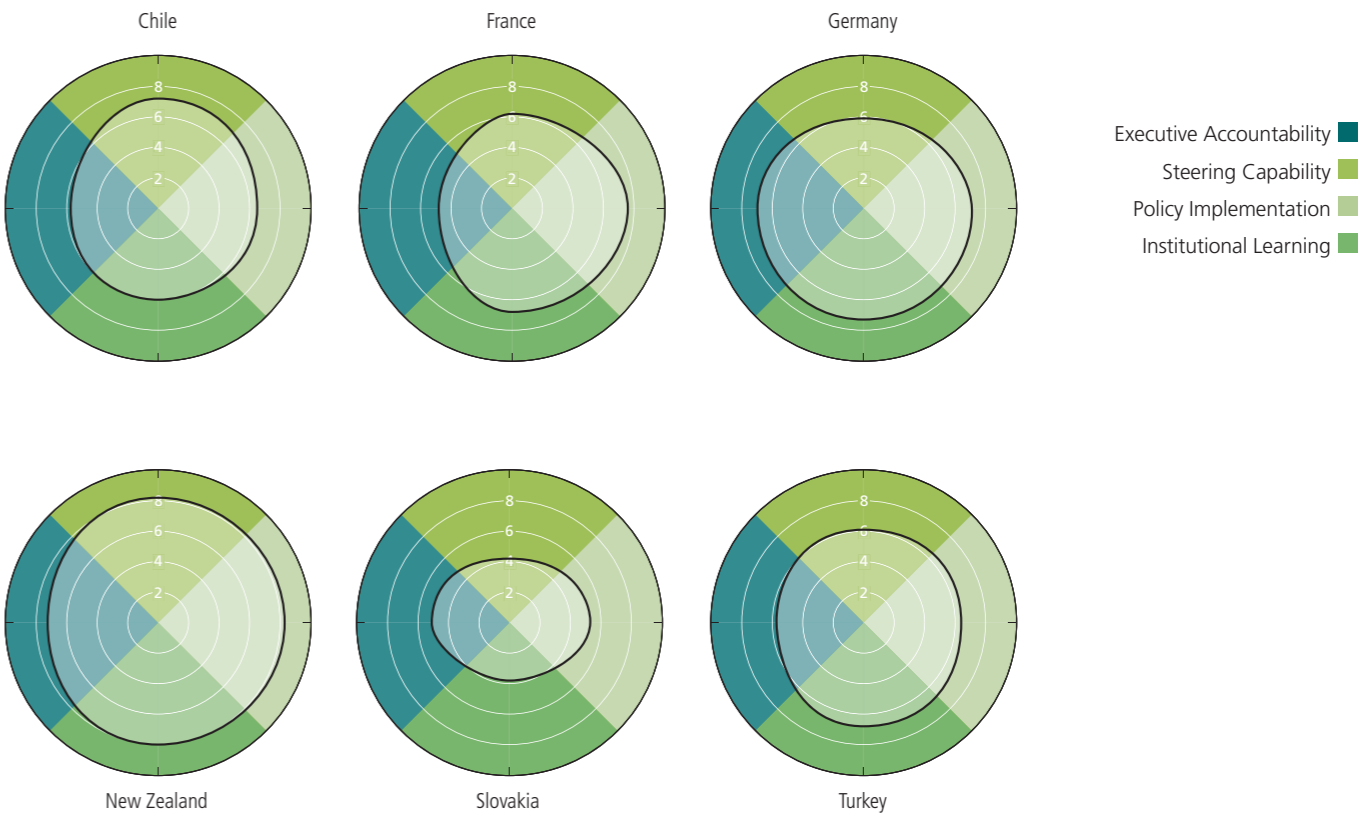 Chile
France
Germany
8
6
4
2
8
6
4
2
8
6
4
2
Executive Accountability
Steering Capability
Policy Implementation
Institutional Learning
8
6
4
2
8
6
4
2
8
6
4
2
New Zealand
Slovakia
Turkey